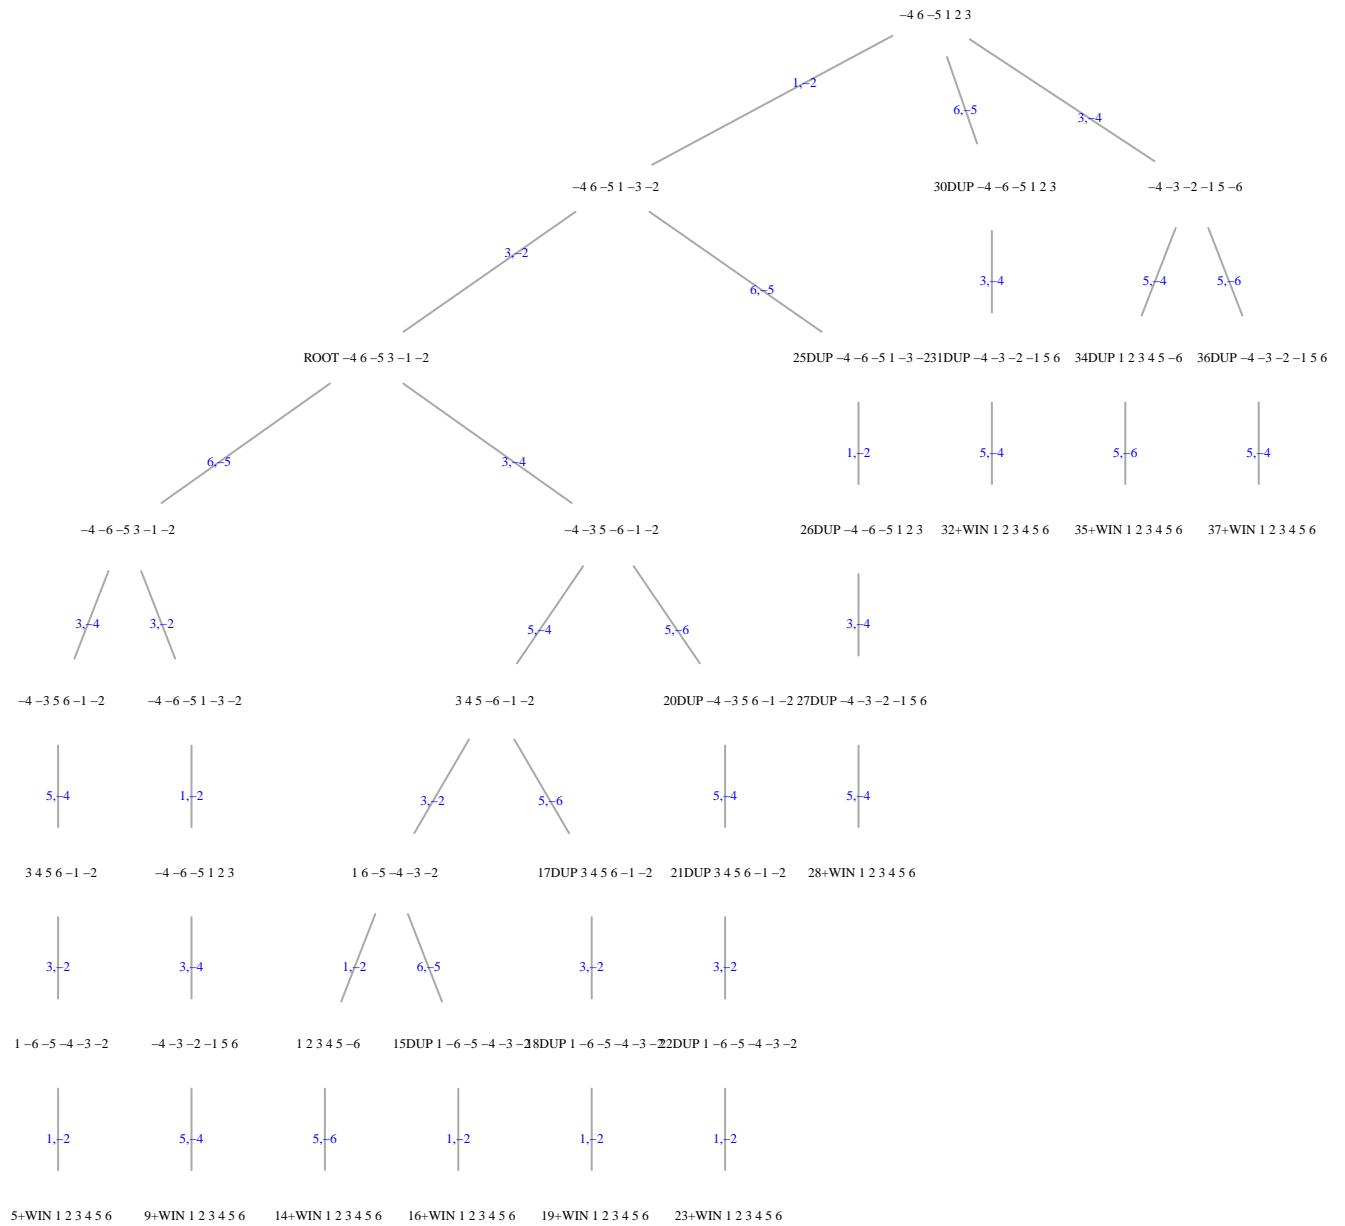 −4 6 −5 1 2 3
1,−2
6,−5
3,−4
−4 6 −5 1 −3 −2
30DUP −4 −6 −5 1 2 3
−4 −3 −2 −1 5 −6
3,−2
6,−5
3,−4
5,−4
5,−6
ROOT −4 6 −5 3 −1 −2
25DUP −4 −6 −5 1 −3 −2
31DUP −4 −3 −2 −1 5 6
34DUP 1 2 3 4 5 −6
36DUP −4 −3 −2 −1 5 6
6,−5
3,−4
1,−2
5,−4
5,−6
5,−4
−4 −6 −5 3 −1 −2
−4 −3 5 −6 −1 −2
26DUP −4 −6 −5 1 2 3
32+WIN 1 2 3 4 5 6
35+WIN 1 2 3 4 5 6
37+WIN 1 2 3 4 5 6
3,−4
3,−2
5,−4
5,−6
3,−4
−4 −3 5 6 −1 −2
−4 −6 −5 1 −3 −2
3 4 5 −6 −1 −2
20DUP −4 −3 5 6 −1 −2
27DUP −4 −3 −2 −1 5 6
5,−4
1,−2
3,−2
5,−6
5,−4
5,−4
3 4 5 6 −1 −2
−4 −6 −5 1 2 3
1 6 −5 −4 −3 −2
17DUP 3 4 5 6 −1 −2
21DUP 3 4 5 6 −1 −2
28+WIN 1 2 3 4 5 6
3,−2
3,−4
1,−2
6,−5
3,−2
3,−2
1 −6 −5 −4 −3 −2
−4 −3 −2 −1 5 6
1 2 3 4 5 −6
15DUP 1 −6 −5 −4 −3 −2
18DUP 1 −6 −5 −4 −3 −2
22DUP 1 −6 −5 −4 −3 −2
1,−2
5,−4
5,−6
1,−2
1,−2
1,−2
5+WIN 1 2 3 4 5 6
9+WIN 1 2 3 4 5 6
14+WIN 1 2 3 4 5 6
16+WIN 1 2 3 4 5 6
19+WIN 1 2 3 4 5 6
23+WIN 1 2 3 4 5 6